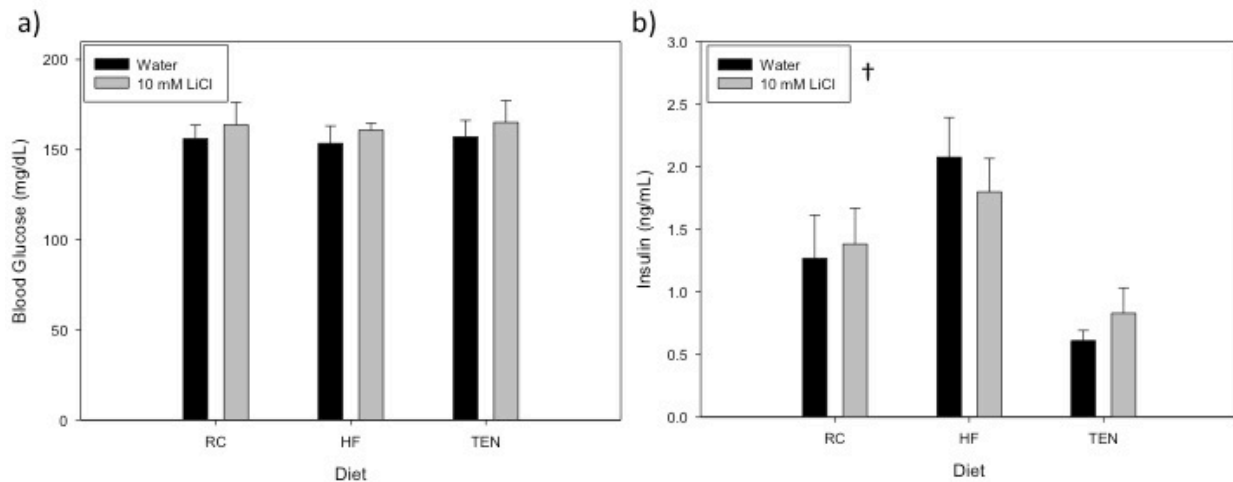 a)
Water
10 mM LiCl
Blood Glucose (mg/dL)
200
150
100
50
0
RC HF TEN
Diet
b)
Water
10 mM LiCl
†
Insulin (ng/mL)
3.0
2.5
2.0
1.5
1.0
0.5
0.0
RC HF TEN
Diet